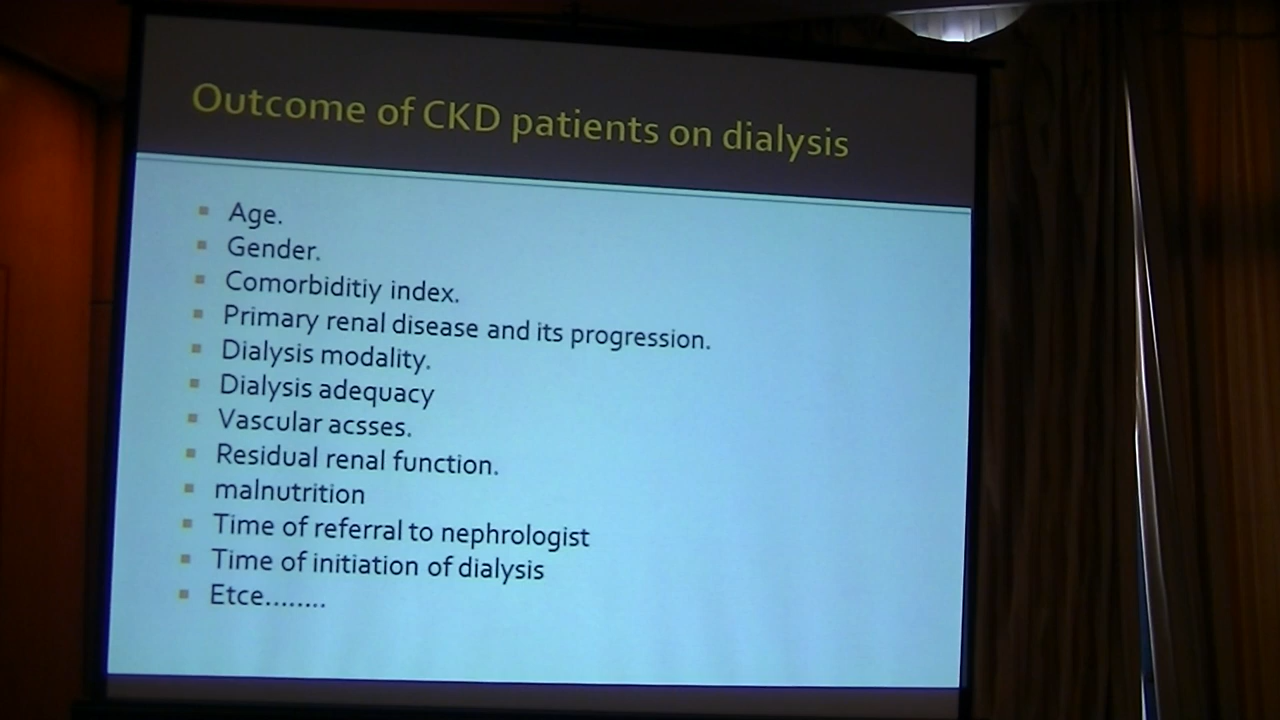 Outcome of CKD patients on dialysis
Age.
Gender.
Comorbiditiy index.
Primary renal disease and its progression.
Dialysis modality.
Dialysis adequacy
Vascular acsses.
Residual renal function.
malnutrition
Time of referral to nephrologist
Time of initiation of dialysis
Etce........